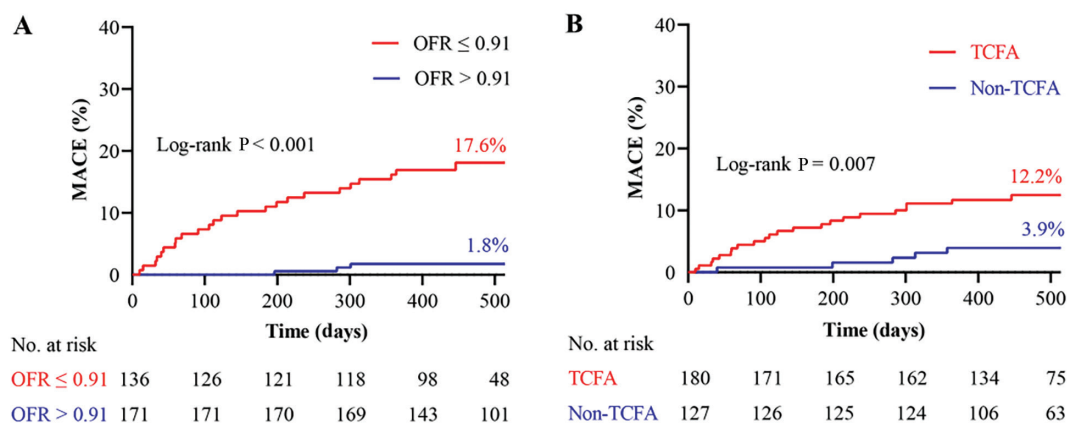 A
OFR ≤ 0.91
OFR > 0.91
Log-rank P < 0.001
17.6%
1.8%
MACE (%)
40
30
20
10
0
0 100 200 300 400 500
Time (days)
No. at risk
OFR ≤ 0.91 136 126 121 118 98 48
OFR > 0.91 171 171 170 169 143 101
B
TCFA
Non-TCFA
Log-rank P = 0.007
12.2%
3.9%
MACE (%)
40
30
20
10
0
0 100 200 300 400 500
Time (days)
No. at risk
TCFA 180 171 165 162 134 75
Non-TCFA 127 126 125 124 106 63